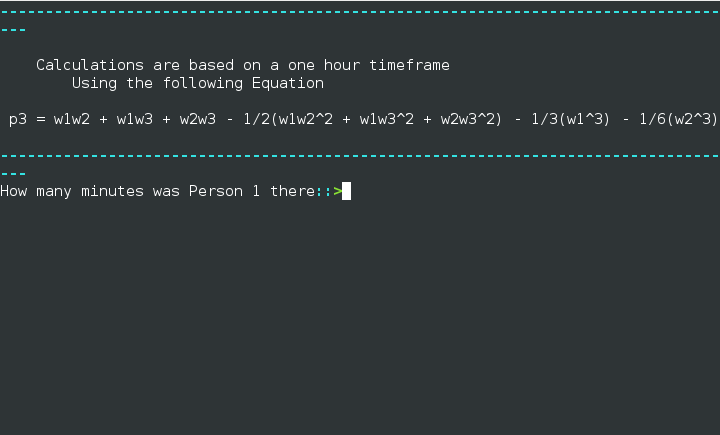 Calculations are based on a one hour timeframe
Using the following Equation
p3 = w1w2 + w1w3 + w2w3 - 1/2(w1w2^2 + w1w3^2 + w2w3^2) - 1/3(w1^3) - 1/6(w2^3)
How many minutes was Person 1 there::>